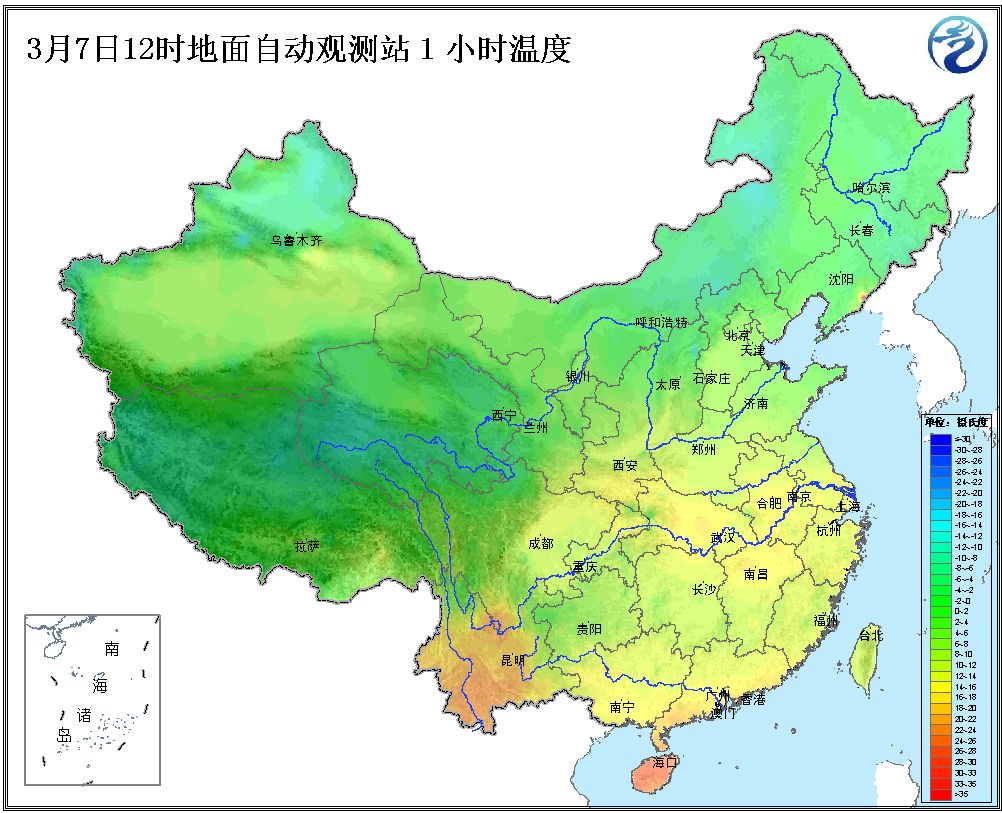 3月7日12时地面自动观测站1小时温度
哈尔滨
长春
乌鲁木齐
沈阳
呼和浩特
北京
天津
银川
太原
石家庄
济南
西宁
兰州
郑州
西安
合肥
南京
上海
拉萨
成都
武汉
杭州
重庆
南昌
长沙
贵阳
福州
台北
昆明
南宁
广州
香港
澳门
海口
南
海
诸
岛
单位：摄氏度
≤-30
-30~-28
-28~-26
-26~-24
-24~-22
-22~-20
-20~-18
-18~-16
-16~-14
-14~-12
-12~-10
-10~-8
-8~-6
-6~-4
-4~-2
-2~0
0~2
2~4
4~6
6~8
8~10
10~12
12~14
14~16
16~18
18~20
20~22
22~24
24~26
26~28
28~30
30~33
33~35
>35